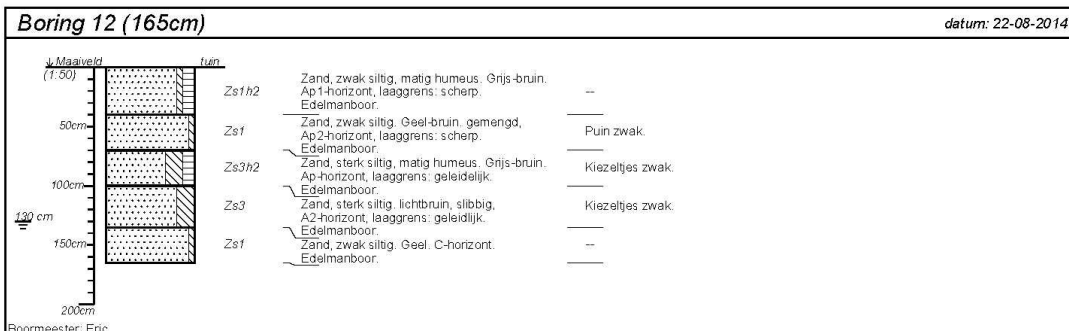 Boring 12 (165cm)
datum: 22-08-2014
Maaiveld
tuin
(1:50)
Zand, zwak siltig, matig humeus. Grijs-bruin.
Zs1h2
Ap1-horizont, laaggrens: scherp.
--
Edelmanboor.
50cm
Zand, zwak siltig. Geel-bruin. gemengd,
Zs1
Ap2-horizont, laaggrens: scherp.
Puin zwak.
Edelmanboor.
Zand, sterk siltig, matig humeus. Grijs-bruin.
Zs3h2
Ap-horizont, laaggrens: geleidelijk.
Kiezeltjes zwak.
100cm
Edelmanboor.
Zand, sterk siltig. lichtbruin, slibbig,
Zs3
A2-horizont, laaggrens: geleidlijk.
Kiezeltjes zwak.
130 cm
Edelmanboor.
150cm
Zs1
Zand, zwak siltig. Geel. C-horizont.
--
Edelmanboor.
200cm
Boormeester: Eric